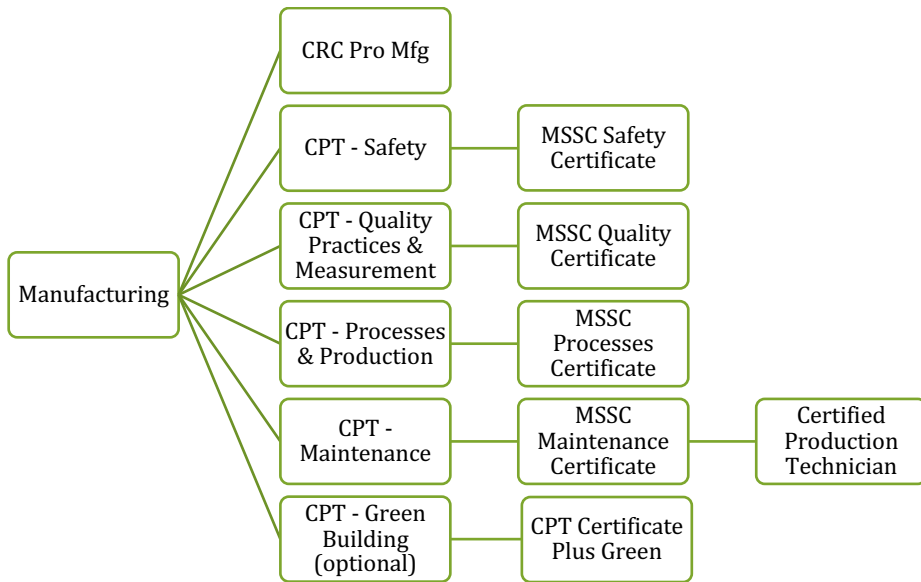 CRC Pro Mfg
CPT - Safety
MSSC Safety
Certificate
CPT - Quality
Practices &
Measurement
MSSC Quality
Certificate
Manufacturing
CPT - Processes
& Production
MSSC
Processes
Certificate
CPT -
Maintenance
MSSC
Maintenance
Certificate
Certified
Production
Technician
CPT - Green
Building
(optional)
CPT Certificate
Plus Green